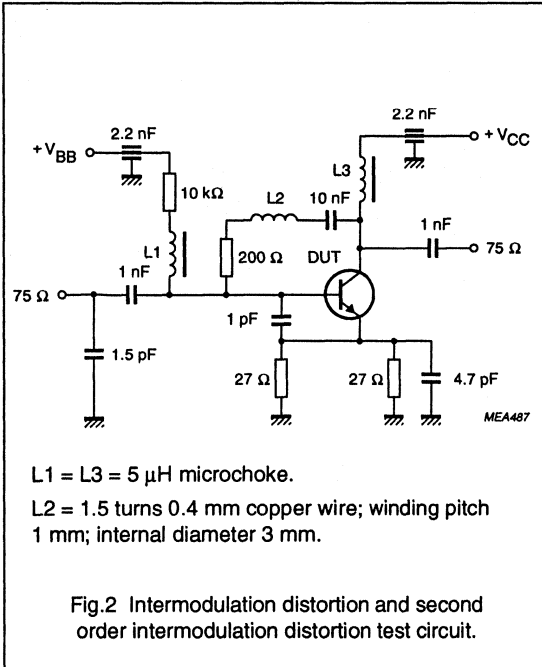 2.2 nF
2.2 nF
+ VBB
+ VCC
L3
10 kΩ
L2
10 nF
1 nF
L1
200 Ω
DUT
75 Ω
1 nF
75 Ω
1 pF
1.5 pF
27 Ω
27 Ω
4.7 pF
MEA487
L1 = L3 = 5 µH microchoke.
L2 = 1.5 turns 0.4 mm copper wire; winding pitch
1 mm; internal diameter 3 mm.
Fig.2 Intermodulation distortion and second
order intermodulation distortion test circuit.